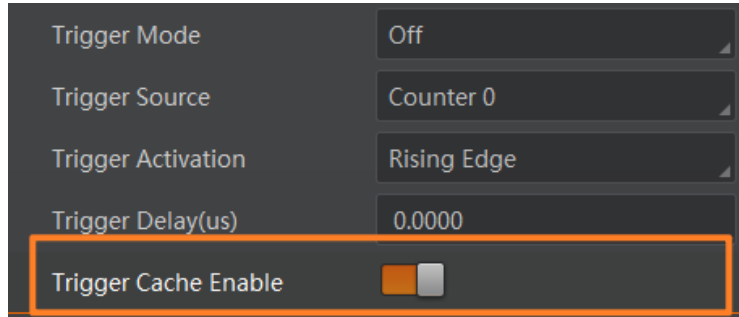 Trigger Mode Off
Trigger Source Counter 0
Trigger Activation Rising Edge
Trigger Delay(us) 0.0000
Trigger Cache Enable